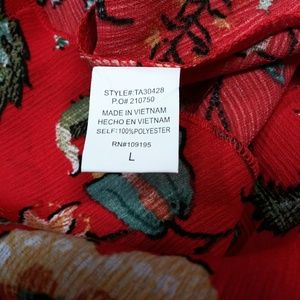 STYLE#:TA30428
P.O# 210750
MADE IN VIETNAM
HECHO EN VIETNAM
SELF:100%POLYESTER
RN#109195
L